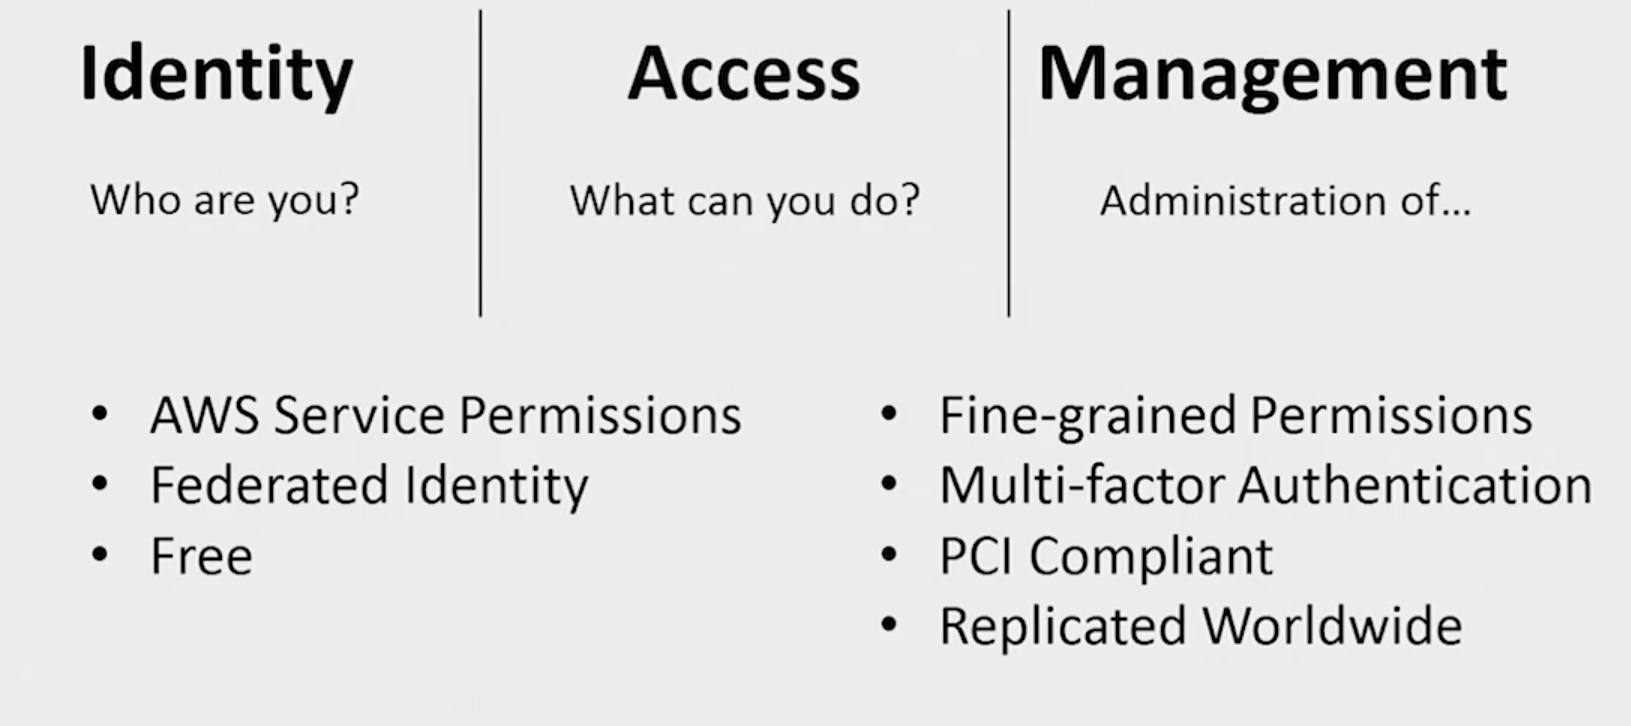 Identity
Access
Management
Who are you?
What can you do?
Administration of...
• AWS Service Permissions
• Federated Identity
• Free
• Fine-grained Permissions
• Multi-factor Authentication
• PCI Compliant
• Replicated Worldwide